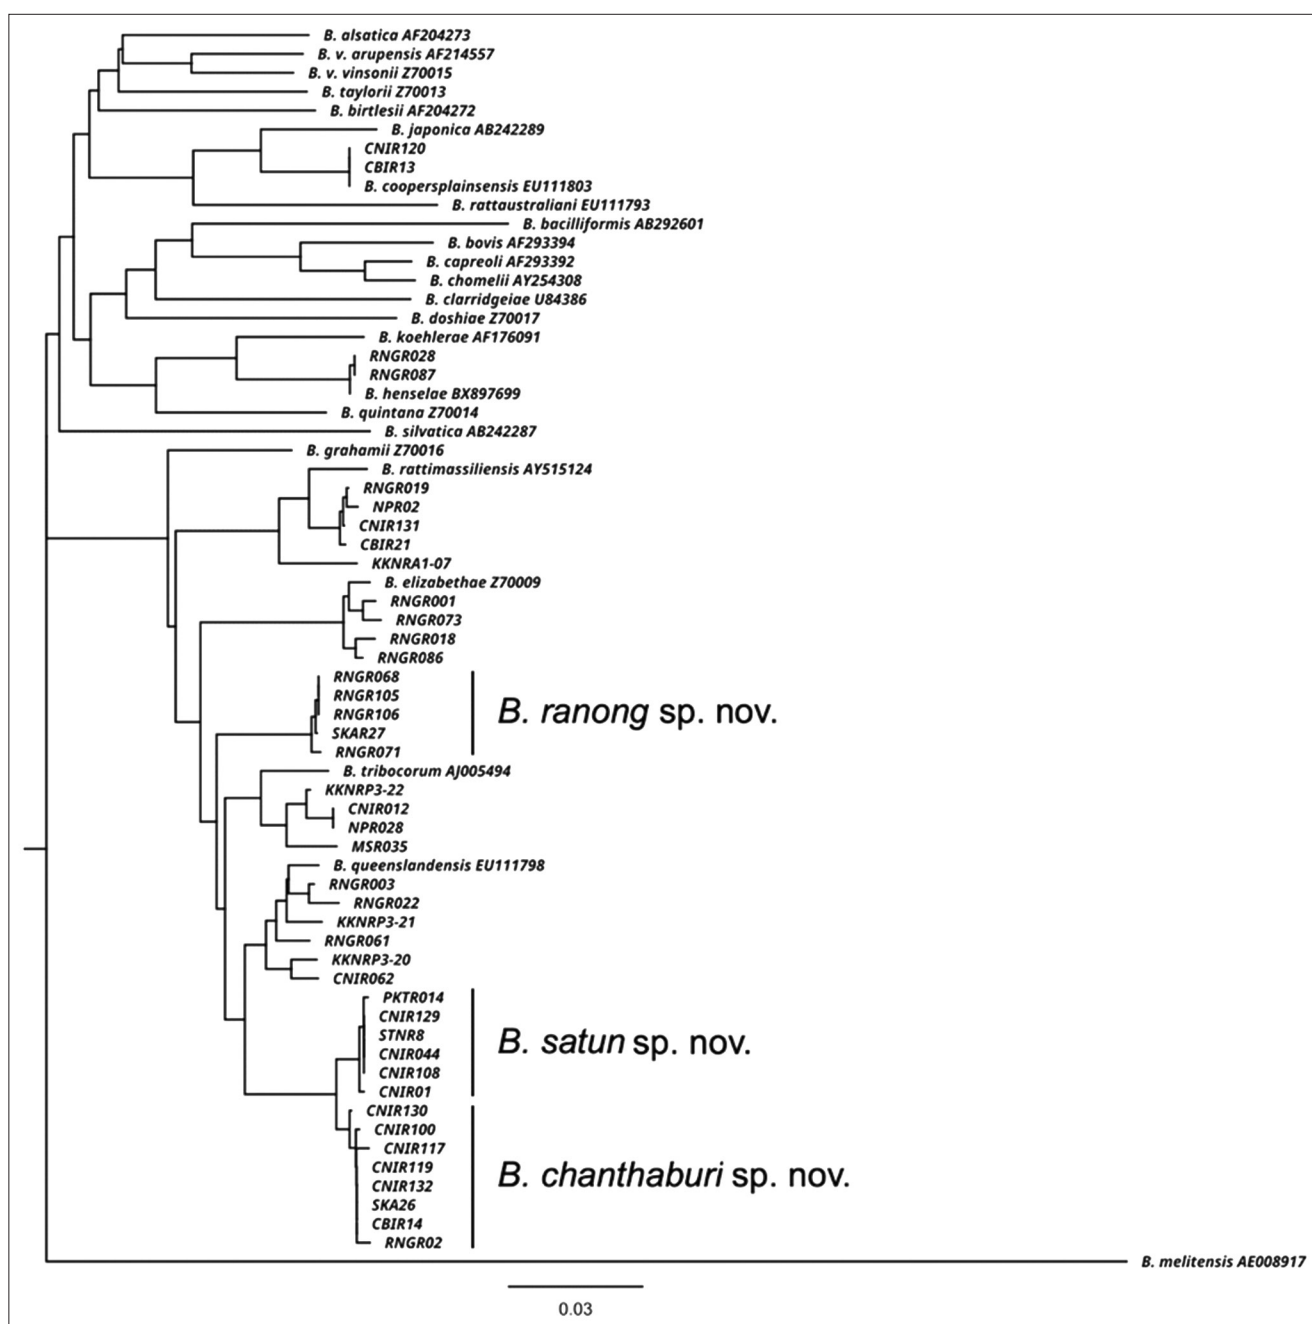 B. alsatica AF204273
B. v. arupensis AF214557
B. v. vinsonii Z70015
B. taylorii Z70013
B. birtlesii AF204272
B. japonica AB242289
CNIR120
CBIR13
B. coopersplainsensis EU111803
B. rattaustraliani EU111793
B. bacilliformis AB292601
B. bovis AF293394
B. capreoli AF293392
B. chomelii AY254308
B. clarridgeiae U84386
B. doshiae Z70017
B. koehlerae AF176091
RNGR028
RNGR087
B. henselae BX897699
B. quintana Z70014
B. silvatica AB242287
B. grahamii Z70016
B. rattimassiliensis AY515124
RNGR019
NPR02
CNIR131
CBIR21
KKNRA1-07
B. elizabethae Z70009
RNGR001
RNGR073
RNGR018
RNGR086
RNGR068
RNGR105
RNGR106
SKAR27
RNGR071
B. ranong sp. nov.
B. tribocorum AJ005494
KKNRP3-22
CNIR012
NPR028
MSR035
B. queenslandensis EU111798
RNGR003
RNGR022
KKNRP3-21
RNGR061
KKNRP3-20
CNIR062
PKTR014
CNIR129
STNR8
CNIR044
CNIR108
CNIR01
B. satun sp. nov.
CNIR130
CNIR100
CNIR117
CNIR119
CNIR132
SKA26
CBIR14
RNGR02
B. chanthaburi sp. nov.
B. melitensis AE008917
0.03